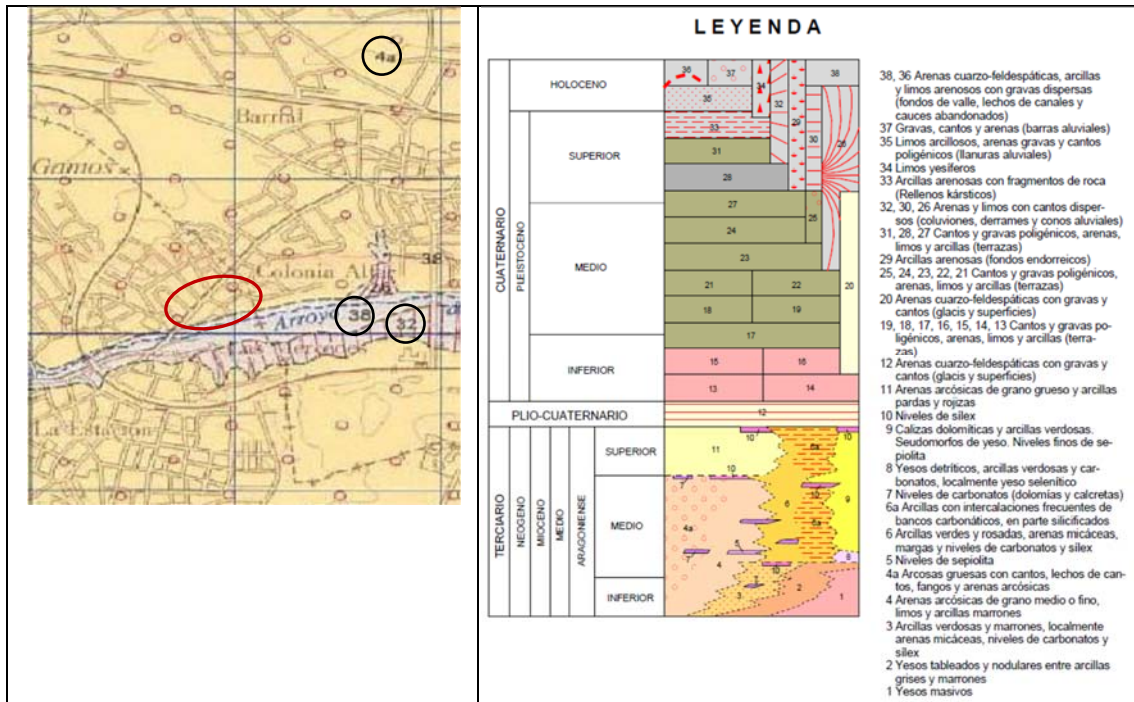 4a
Barrial
Gamos
38
Colonia
26
Arroyo
38
32
La Estación
LEYENDA
CUATERNARIO
HOLOCENO
PLEISTOCENO
SUPERIOR
MEDIO
INFERIOR
PLIO-CUATERNARIO
TERCIARIO
NEOGENO
MIOCENO
MEDIO
ARAGONIENSE
SUPERIOR
MEDIO
INFERIOR
36
37
38
35
34
32
29
33
30
26
31
28
27
25
24
23
20
21
22
18
19
17
15
16
13
14
12
10
11
10
6a
10
7
6
10
9
4a
6a
5
7
4
10
8
3
2
1
38, 36 Arenas cuarzo-feldespáticas, arcillas
y limos arenosos con gravas dispersas
(fondos de valle, lechos de canales y
cauces abandonados)
37 Gravas, cantos y arenas (barras aluviales)
35 Limos arcillosos, arenas gravas y cantos
poligénicos (llanuras aluviales)
34 Limos yesíferos
33 Arcillas arenosas con fragmentos de roca
(Rellenos kársticos)
32, 30, 26 Arenas y limos con cantos disper-
sos (coluviones, derrames y conos aluviales)
31, 28, 27 Cantos y gravas poligénicos, arenas,
limos y arcillas (terrazas)
29 Arcillas arenosas (fondos endorreicos)
25, 24, 23, 22, 21 Cantos y gravas poligénicos,
arenas, limos y arcillas (terrazas)
20 Arenas cuarzo-feldespáticas con gravas y
cantos (glacis y superficies)
19, 18, 17, 16, 15, 14, 13 Cantos y gravas po-
ligénicos, arenas, limos y arcillas (terra-
zas)
12 Arenas cuarzo-feldespáticas con gravas y
cantos (glacis y superficies)
11 Arenas arcósicas de grano grueso y arcillas
pardas y rojizas
10 Niveles de sílex
9 Calizas dolomíticas y arcillas verdosas.
Seudomorfos de yeso. Niveles finos de se-
piolita
8 Yesos detríticos, arcillas verdosas y car-
bonatos, localmente yeso selenítico
7 Niveles de carbonatos (dolomías y calcretas)
6a Arcillas con intercalaciones frecuentes de
bancos carbonáticos, en parte silicificados
6 Arcillas verdes y rosadas, arenas micáceas,
margas y niveles de carbonatos y sílex
5 Niveles de sepiolita
4a Arcosas gruesas con cantos, lechos de can-
tos, fangos y arenas arcósicas
4 Arenas arcósicas de grano medio o fino,
limos y arcillas marrones
3 Arcillas verdosas y marrones, localmente
arenas micáceas, niveles de carbonatos y
sílex
2 Yesos tableados y nodulares entre arcillas
grises y marrones
1 Yesos masivos